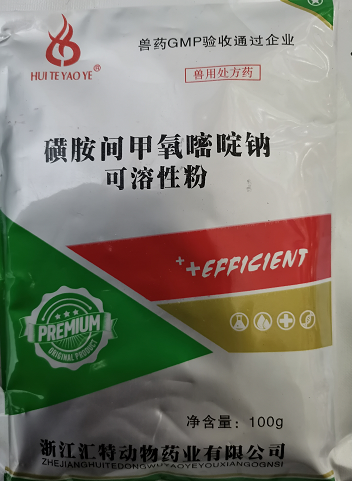 HUI TE YAO YE®
兽药GMP验收通过企业
兽用处方药
磺胺间甲氧嘧啶钠
可溶性粉
++EFFICIENT
PREMIUM
ORIGINAL PRODUCT
净含量：100g
浙江汇特动物药业有限公司
ZHEJIANGHUITEDONGWUYAOYEYOUXIANGOGNSI